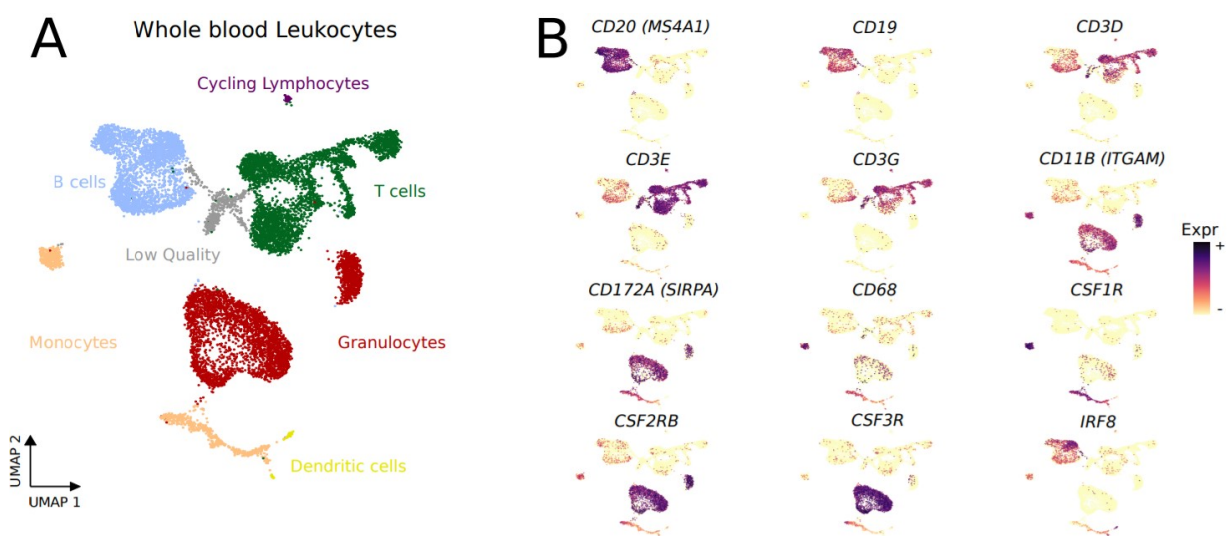 A
Whole blood Leukocytes
Cycling Lymphocytes
B cells
T cells
Low Quality
Monocytes
Granulocytes
Dendritic cells
UMAP 2
UMAP 1
B
CD20 (MS4A1)
CD19
CD3D
CD3E
CD3G
CD11B (ITGAM)
Expr
+
-
CD172A (SIRPA)
CD68
CSF1R
CSF2RB
CSF3R
IRF8